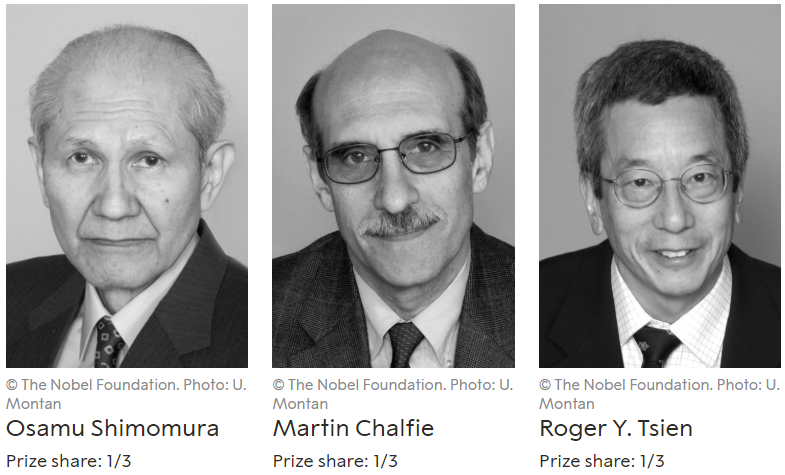 © The Nobel Foundation. Photo: U.
Montan
Osamu Shimomura
Prize share: 1/3
© The Nobel Foundation. Photo: U.
Montan
Martin Chalfie
Prize share: 1/3
© The Nobel Foundation. Photo: U.
Montan
Roger Y. Tsien
Prize share: 1/3